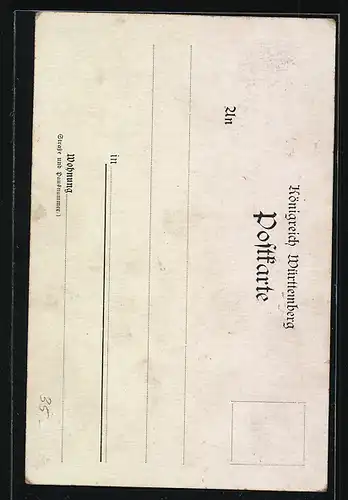 Königreich Württemberg
Postkarte
An
in
Wohnung
(Straße und Hausnummer.)
35 -